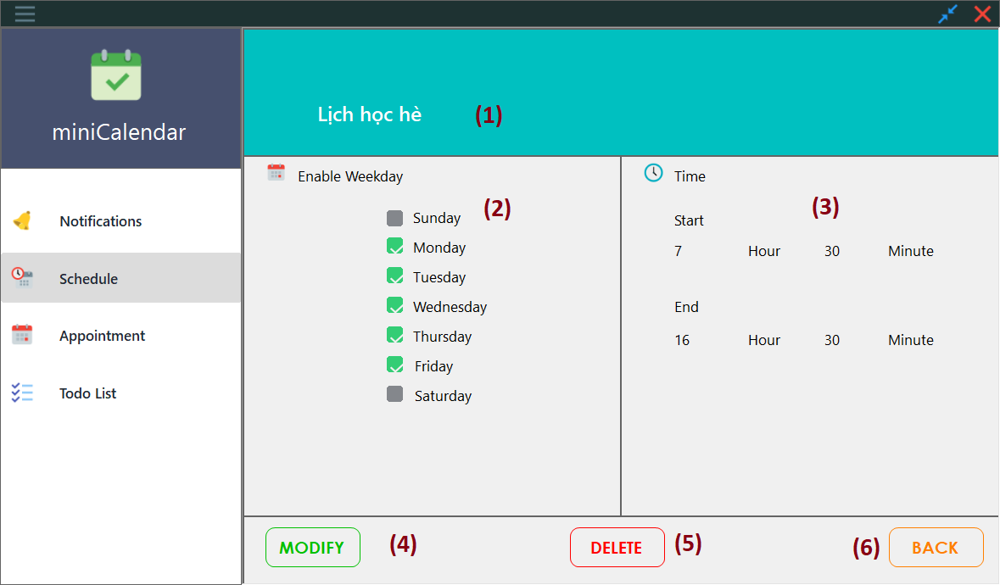 miniCalendar
Notifications
Schedule
Appointment
Todo List
Lịch học hè (1)
Enable Weekday
(2)
Sunday
Monday
Tuesday
Wednesday
Thursday
Friday
Saturday
Time
(3)
Start
7 Hour 30 Minute
End
16 Hour 30 Minute
MODIFY (4)
DELETE (5)
(6) BACK